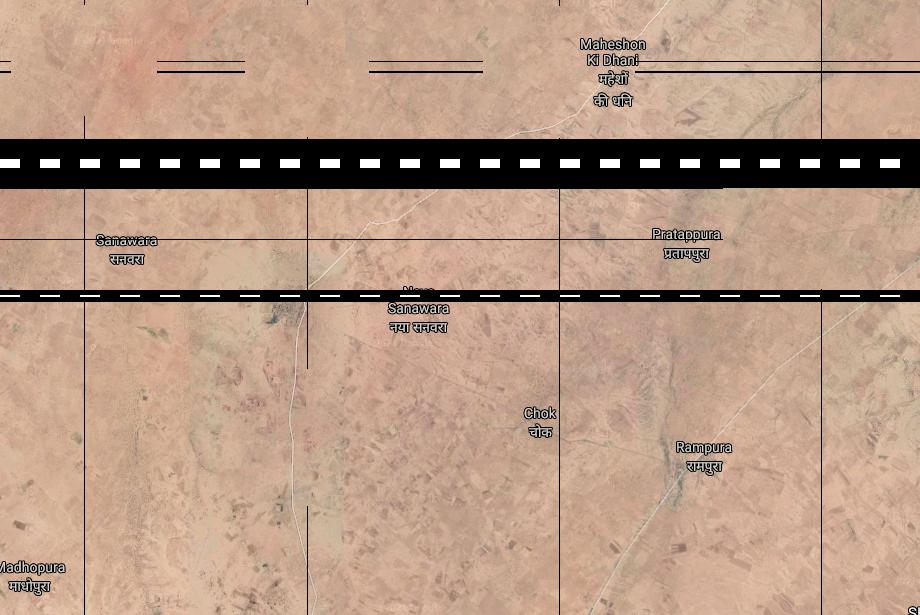 Maheshon
Ki Dhani
महेशों
की धनि
Sanawara
सनवरा
Pratappura
प्रतापपुरा
Sanawara
नया सनवरा
Chok
चोक
Rampura
रामपुरा
Madhopura
माधोपुरा